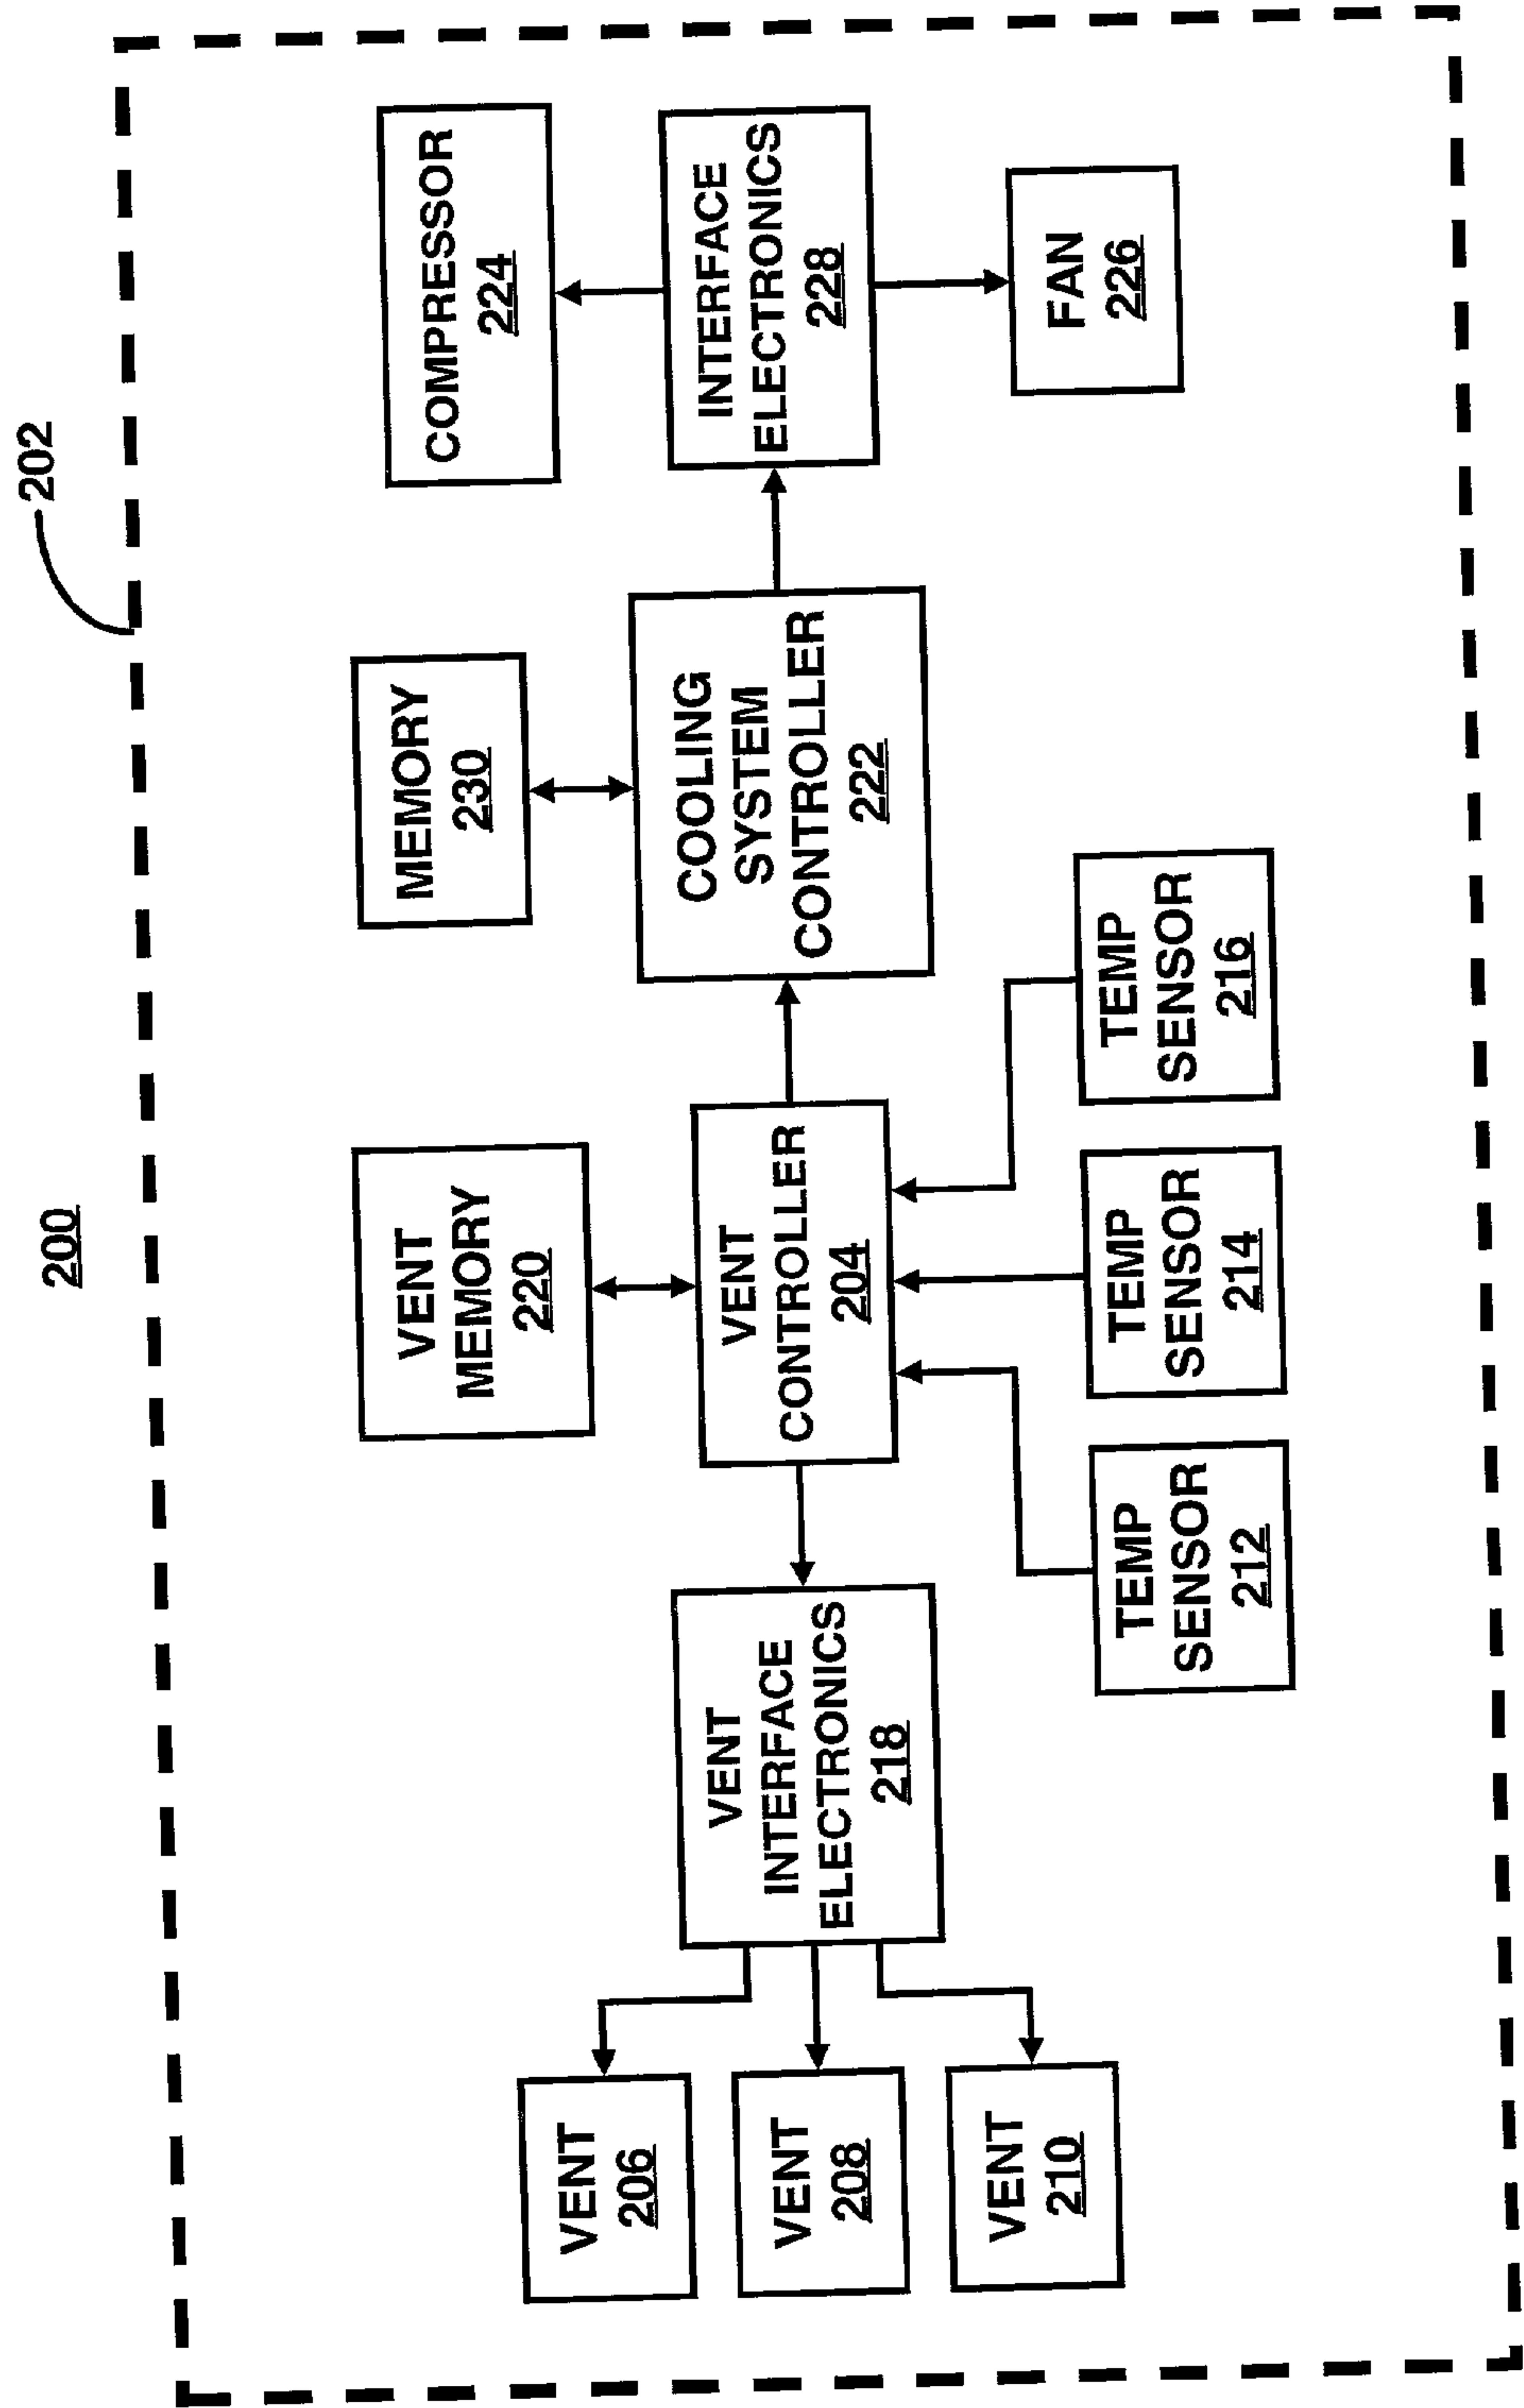 200
202
VENT
MEMORY
220
MEMORY
230
COMPRESSOR
224
VENT
206
VENT
208
VENT
210
VENT
INTERFACE
ELECTRONICS
218
VENT
CONTROLLER
204
COOLING
SYSTEM
CONTROLLER
222
INTERFACE
ELECTRONICS
228
TEMP
SENSOR
212
TEMP
SENSOR
214
TEMP
SENSOR
216
FAN
226